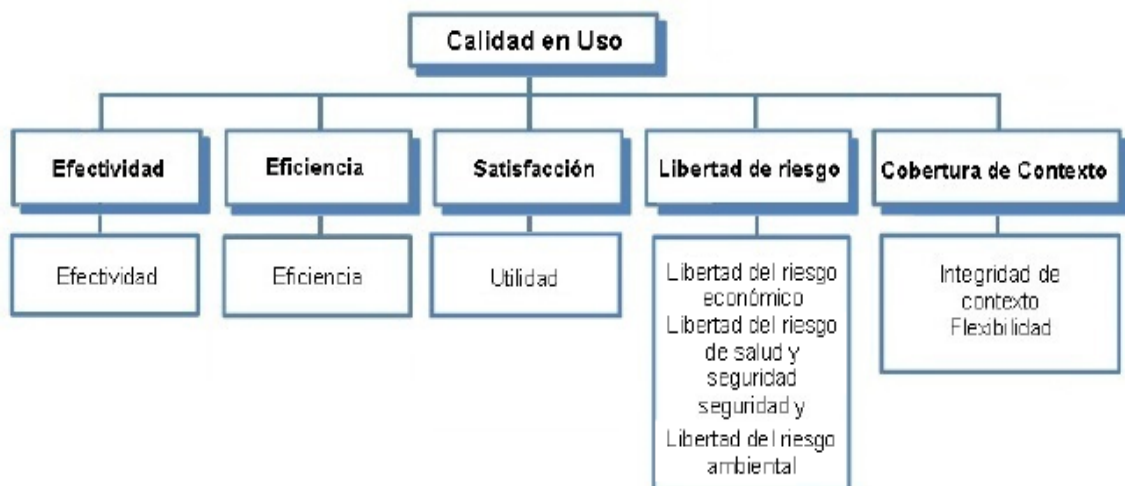 Calidad en Uso
Efectividad
Eficiencia
Satisfacción
Libertad de riesgo
Cobertura de Contexto
Efectividad
Eficiencia
Utilidad
Libertad del riesgo
económico
Libertad del riesgo
de salud y
seguridad
seguridad y
Libertad del riesgo
ambiental
Integridad de
contexto
Flexibilidad